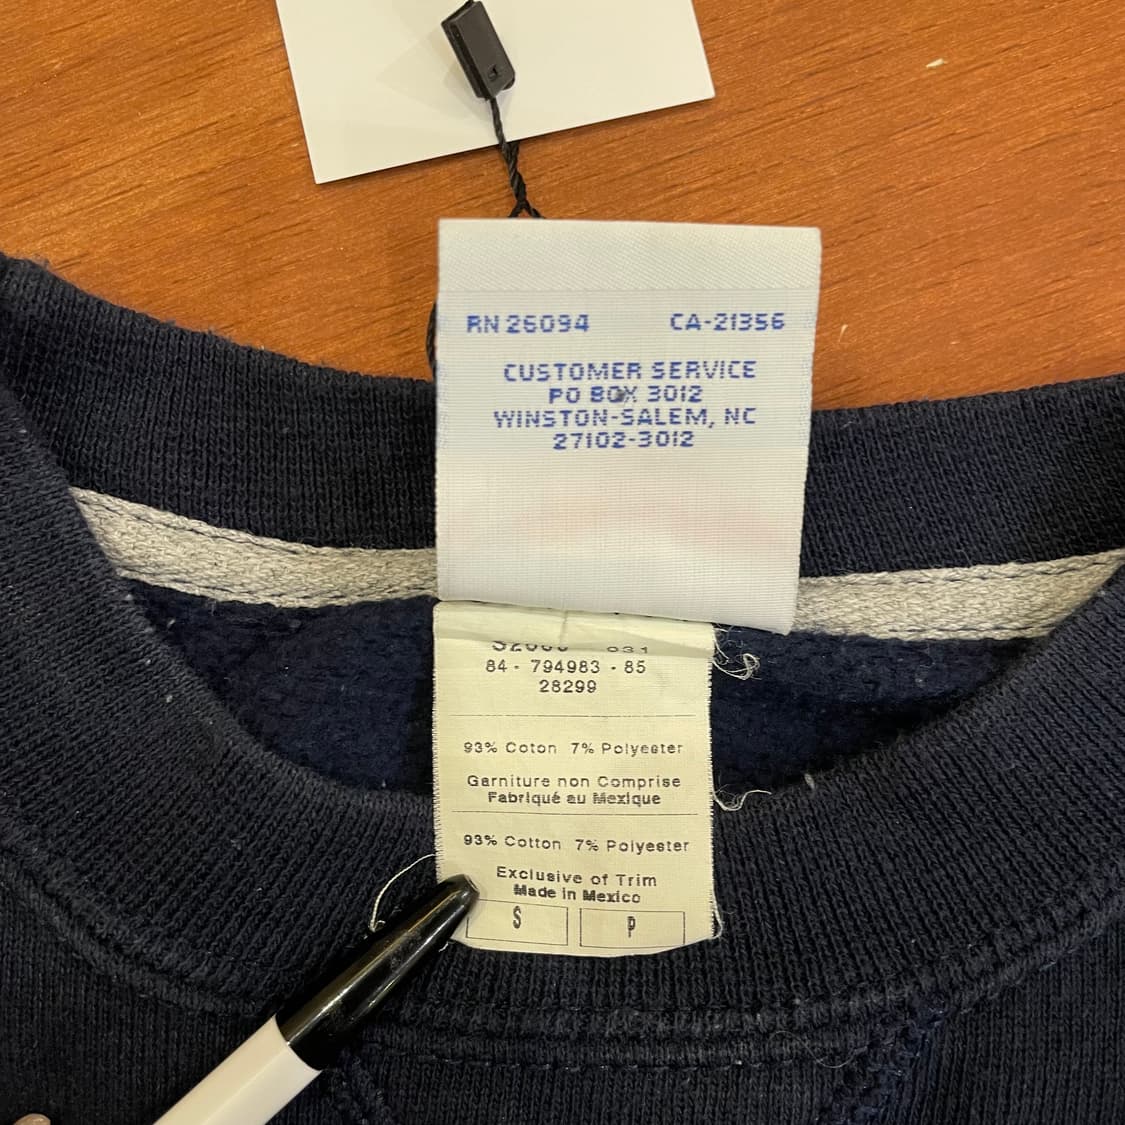 RN 26094 CA-21356
CUSTOMER SERVICE
PO BOX 3012
WINSTON-SALEM, NC
27102-3012
031
84 - 794983 - 85
28299
93% Coton 7% Polyester
Garniture non Comprise
Fabriqué au Mexique
93% Cotton 7% Polyester
Exclusive of Trim
Made in Mexico
S P